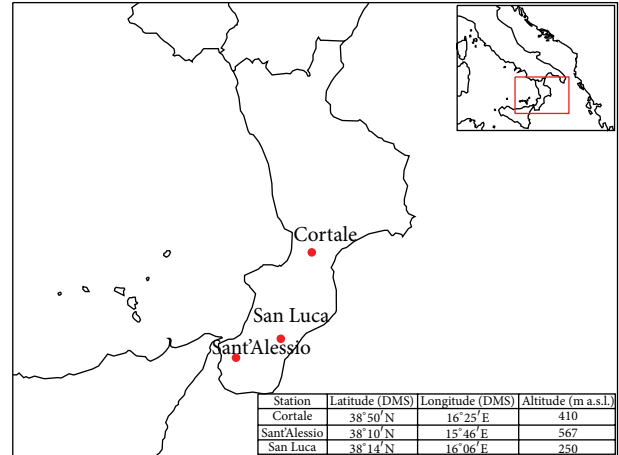 Cortale
San Luca
Sant'Alessio
Station Latitude (DMS) Longitude (DMS) Altitude (m a.s.l.)
Cortale 38°50′N 16°25′E 410
Sant'Alessio 38°10′N 15°46′E 567
San Luca 38°14′N 16°06′E 250